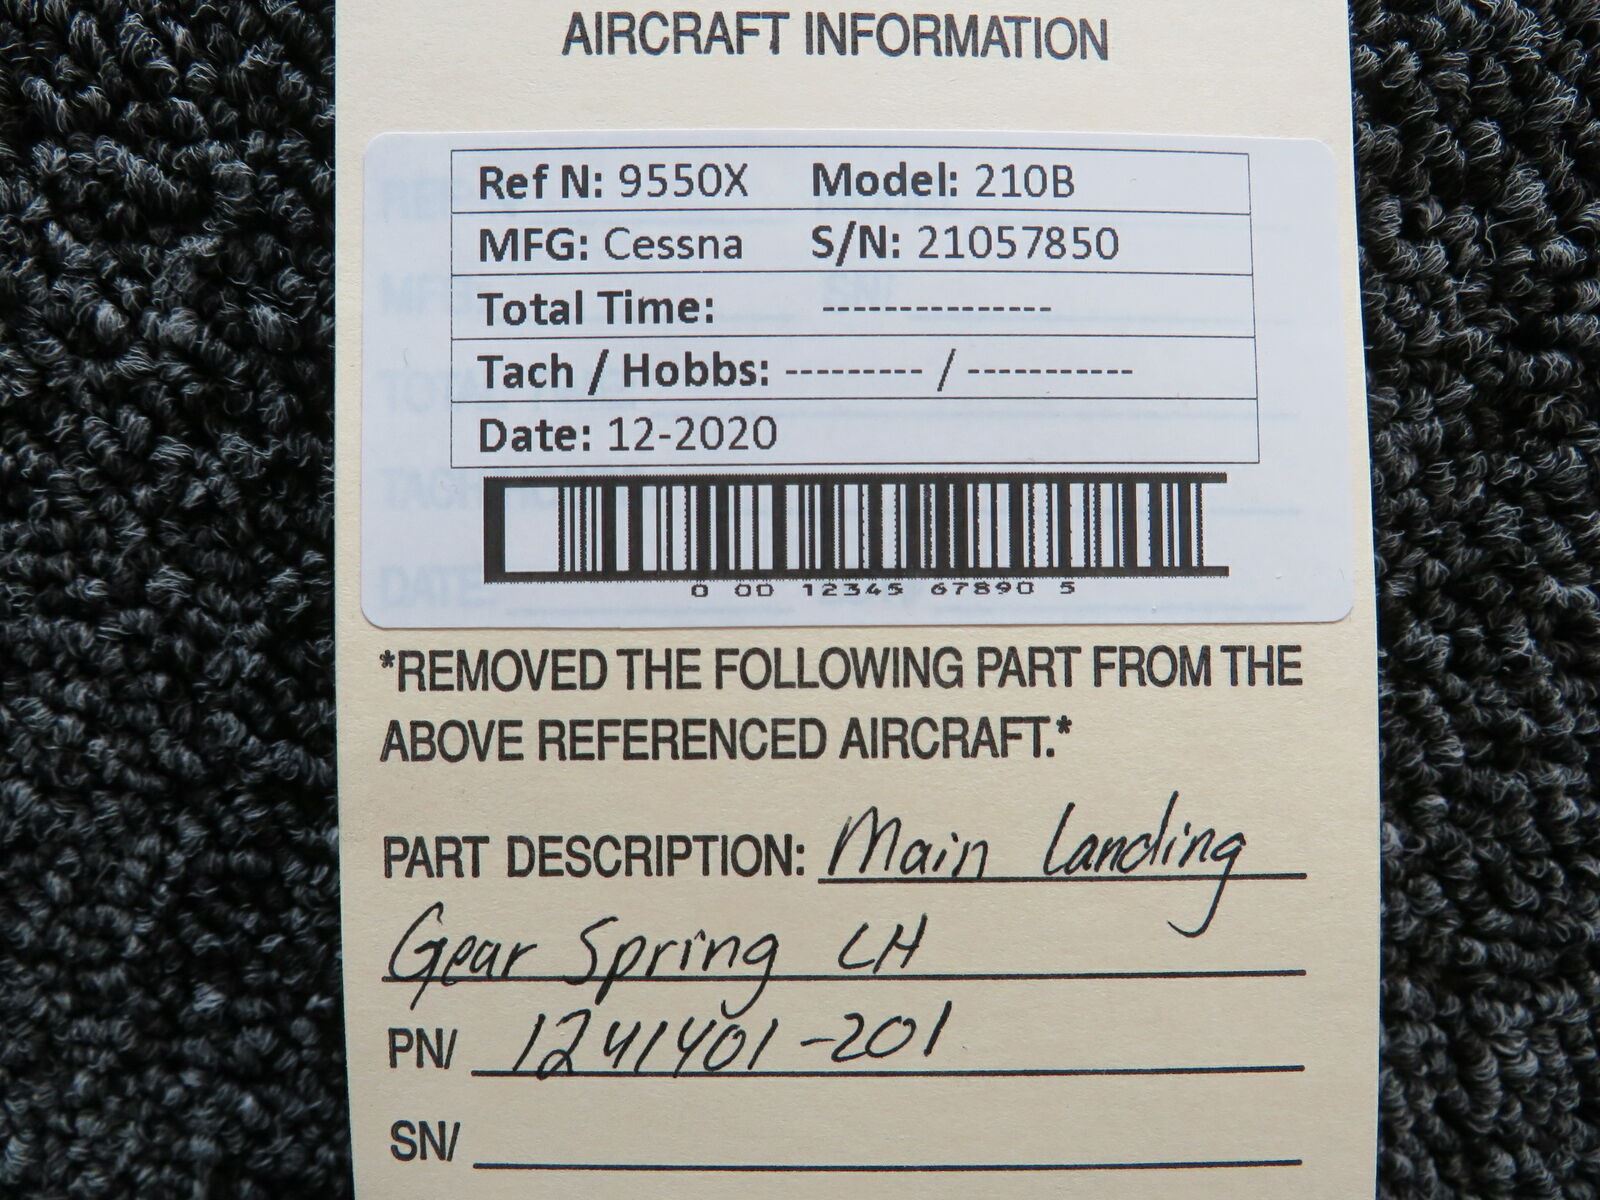 AIRCRAFT INFORMATION
Ref N: 9550X Model: 210B
MFG: Cessna S/N: 21057850
Total Time: ---------------
Tach / Hobbs: --------- / -----------
Date: 12-2020
0 00 12345 67890 5
*REMOVED THE FOLLOWING PART FROM THE
ABOVE REFERENCED AIRCRAFT.*
PART DESCRIPTION: Main Landing
Gear Spring LH
PN/ 1241401-201
SN/